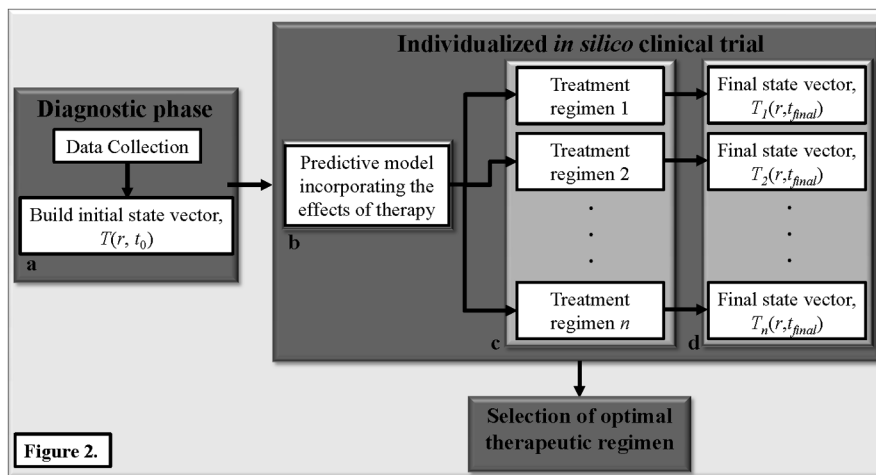 Individualized in silico clinical trial
Diagnostic phase
Data Collection
Build initial state vector,
T(r, t0)
a
Predictive model
incorporating the
effects of therapy
b
Treatment
regimen 1
Treatment
regimen 2
.
.
.
Treatment
regimen n
c
Final state vector,
T1(r,tfinal)
Final state vector,
T2(r,tfinal)
.
.
.
Final state vector,
Tn(r,tfinal)
d
Selection of optimal
therapeutic regimen
Figure 2.